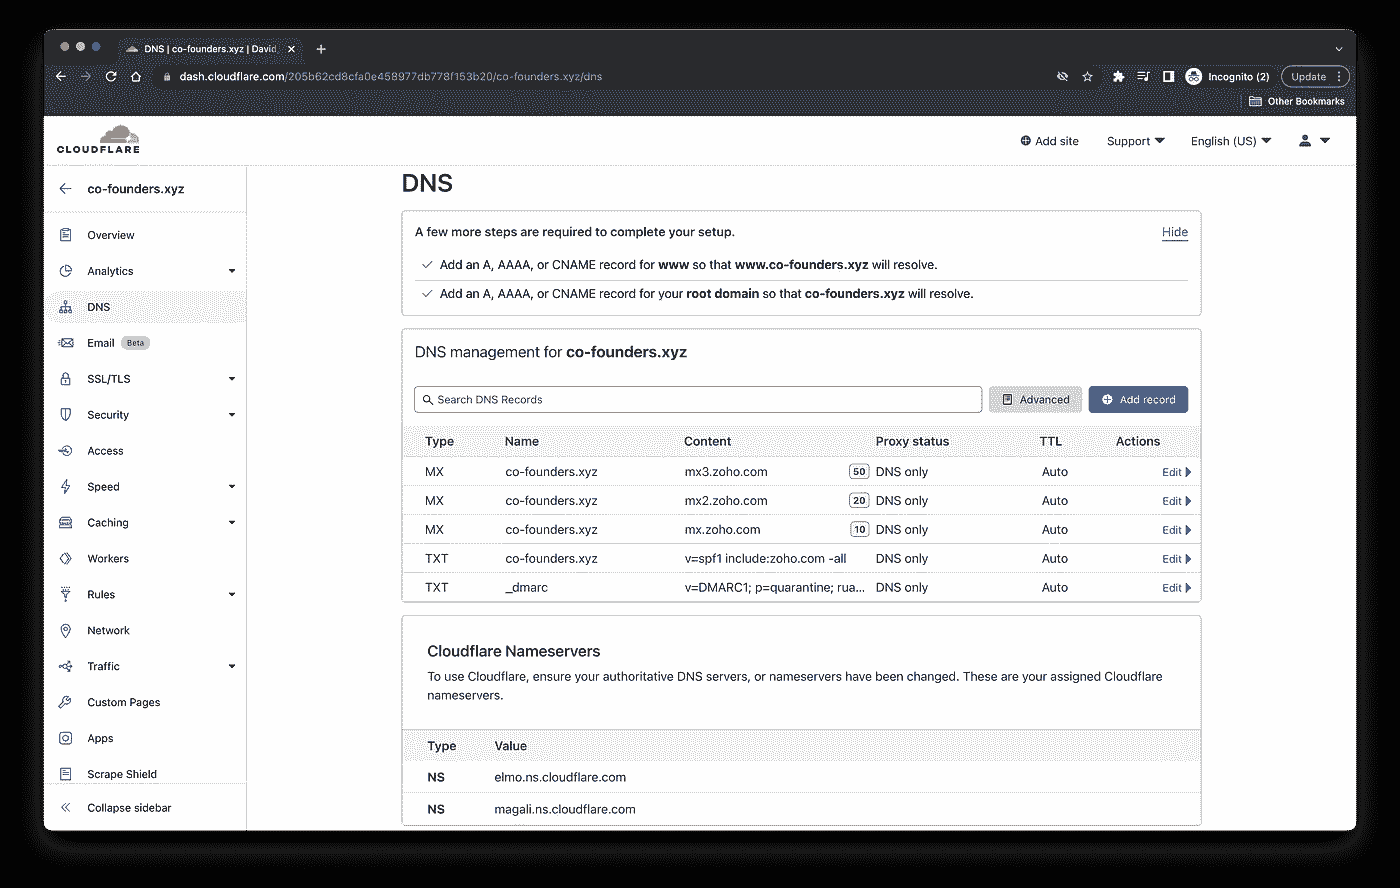 DNS | co-founders.xyz | David
dash.cloudflare.com/205b62cd8cfa0e458977db778f153b20/co-founders.xyz/dns
Incognito (2)
Update
Other Bookmarks
CLOUDFLARE
Add site
Support
English (US)
co-founders.xyz
Overview
Analytics
DNS
Email Beta
SSL/TLS
Security
Access
Speed
Caching
Workers
Rules
Network
Traffic
Custom Pages
Apps
Scrape Shield
Collapse sidebar
DNS
A few more steps are required to complete your setup.
Hide
Add an A, AAAA, or CNAME record for www so that www.co-founders.xyz will resolve.
Add an A, AAAA, or CNAME record for your root domain so that co-founders.xyz will resolve.
DNS management for co-founders.xyz
Search DNS Records
Advanced
Add record
Type Name Content Proxy status TTL Actions
MX co-founders.xyz mx3.zoho.com 50 DNS only Auto Edit
MX co-founders.xyz mx2.zoho.com 20 DNS only Auto Edit
MX co-founders.xyz mx.zoho.com 10 DNS only Auto Edit
TXT co-founders.xyz v=spf1 include:zoho.com -all DNS only Auto Edit
TXT _dmarc v=DMARC1; p=quarantine; rua... DNS only Auto Edit
Cloudflare Nameservers
To use Cloudflare, ensure your authoritative DNS servers, or nameservers have been changed. These are your assigned Cloudflare
nameservers.
Type Value
NS elmo.ns.cloudflare.com
NS magali.ns.cloudflare.com